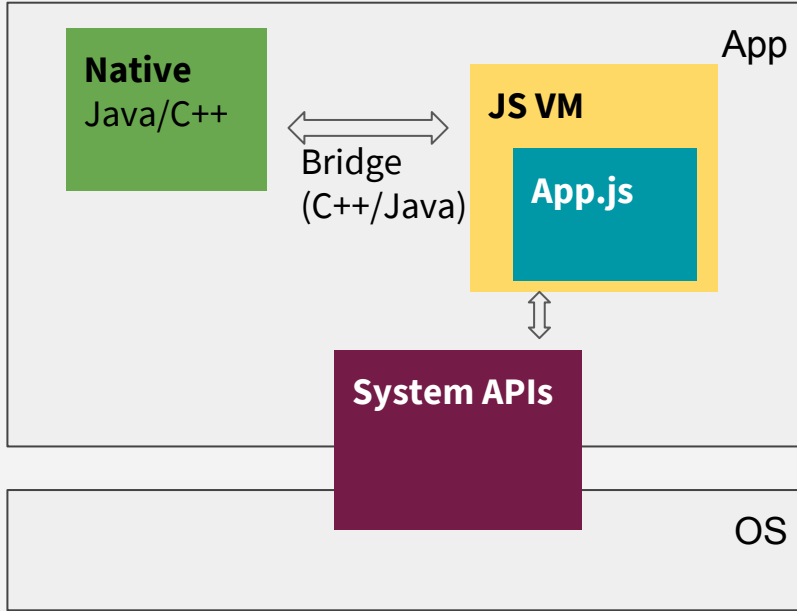 App
Native
Java/C++
JS VM
Bridge
(C++/Java)
App.js
System APIs
OS